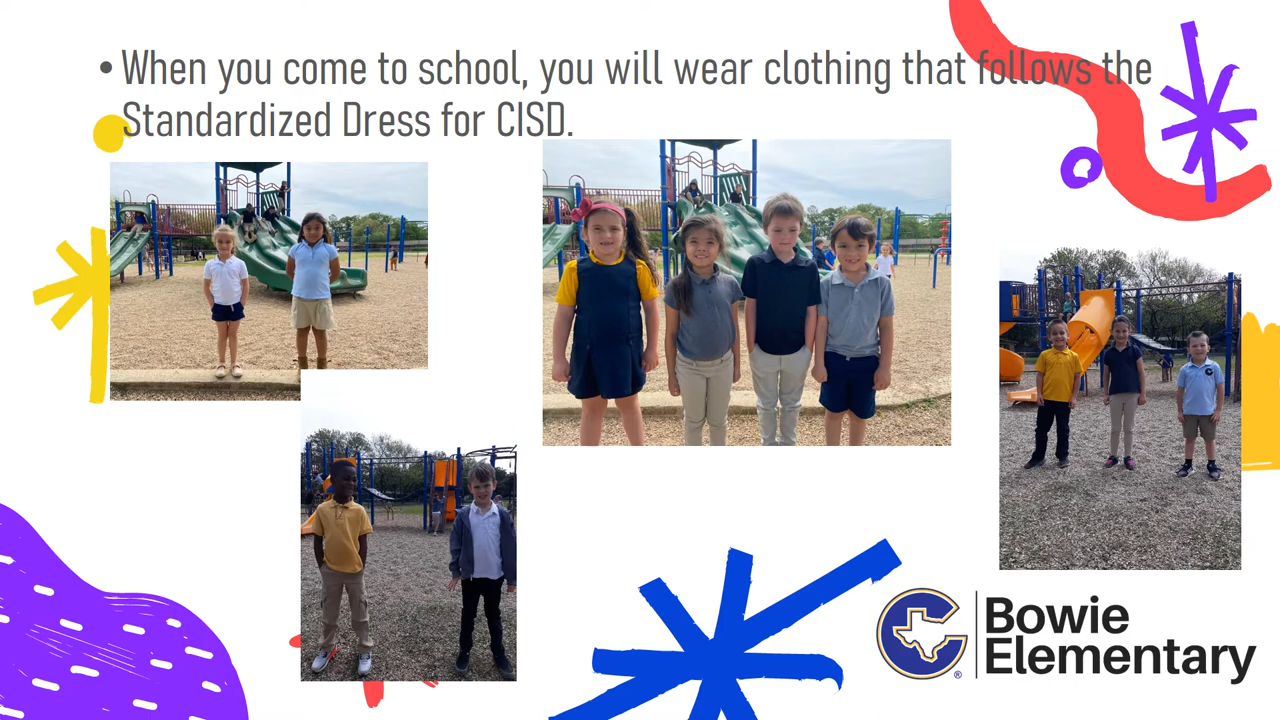 • When you come to school, you will wear clothing that follows the
Standardized Dress for CISD.
C
®
Bowie
Elementary